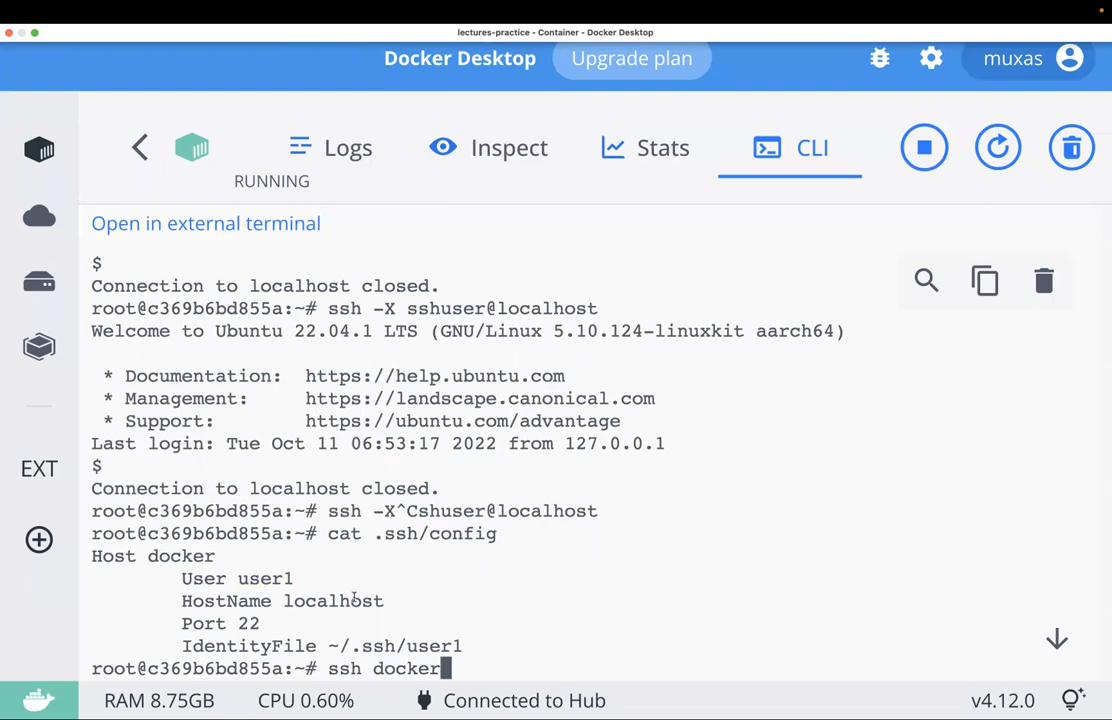 lectures-practice - Container - Docker Desktop
Docker Desktop
Upgrade plan
muxas
Logs
Inspect
Stats
CLI
RUNNING
Open in external terminal
$
Connection to localhost closed.
root@c369b6bd855a:~# ssh -X sshuser@localhost
Welcome to Ubuntu 22.04.1 LTS (GNU/Linux 5.10.124-linuxkit aarch64)
* Documentation: https://help.ubuntu.com
* Management: https://landscape.canonical.com
* Support: https://ubuntu.com/advantage
Last login: Tue Oct 11 06:53:17 2022 from 127.0.0.1
$
Connection to localhost closed.
root@c369b6bd855a:~# ssh -X^Cshuser@localhost
root@c369b6bd855a:~# cat .ssh/config
Host docker
User user1
HostName localhost
Port 22
IdentityFile ~/.ssh/user1
root@c369b6bd855a:~# ssh docker
EXT
RAM 8.75GB
CPU 0.60%
Connected to Hub
v4.12.0